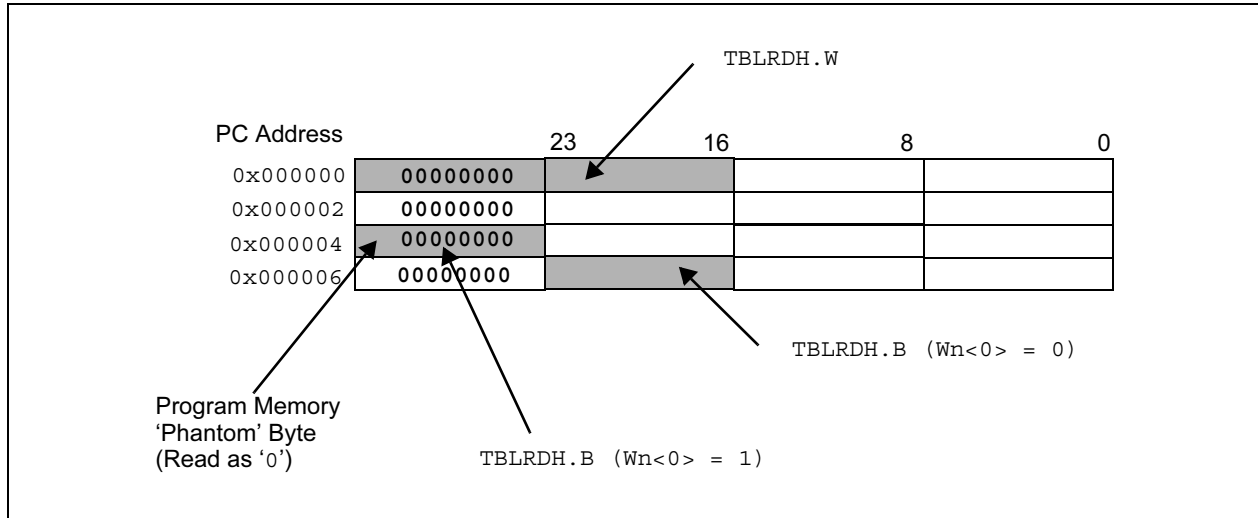 TBLRDH.W
PC Address
23 16 8 0
0x000000 00000000
0x000002 00000000
0x000004 00000000
0x000006 00000000
TBLRDH.B (Wn<0> = 0)
Program Memory
‘Phantom’ Byte
(Read as ‘0’)
TBLRDH.B (Wn<0> = 1)